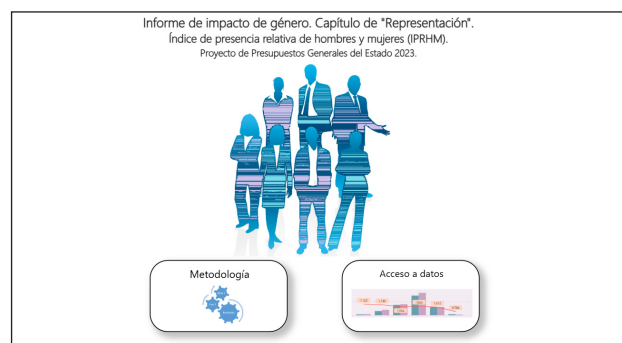 Informe de impacto de género. Capítulo de "Representación".
Índice de presencia relativa de hombres y mujeres (IPRHM).
Proyecto de Presupuestos Generales del Estado 2023.
Metodología
Acceso a datos